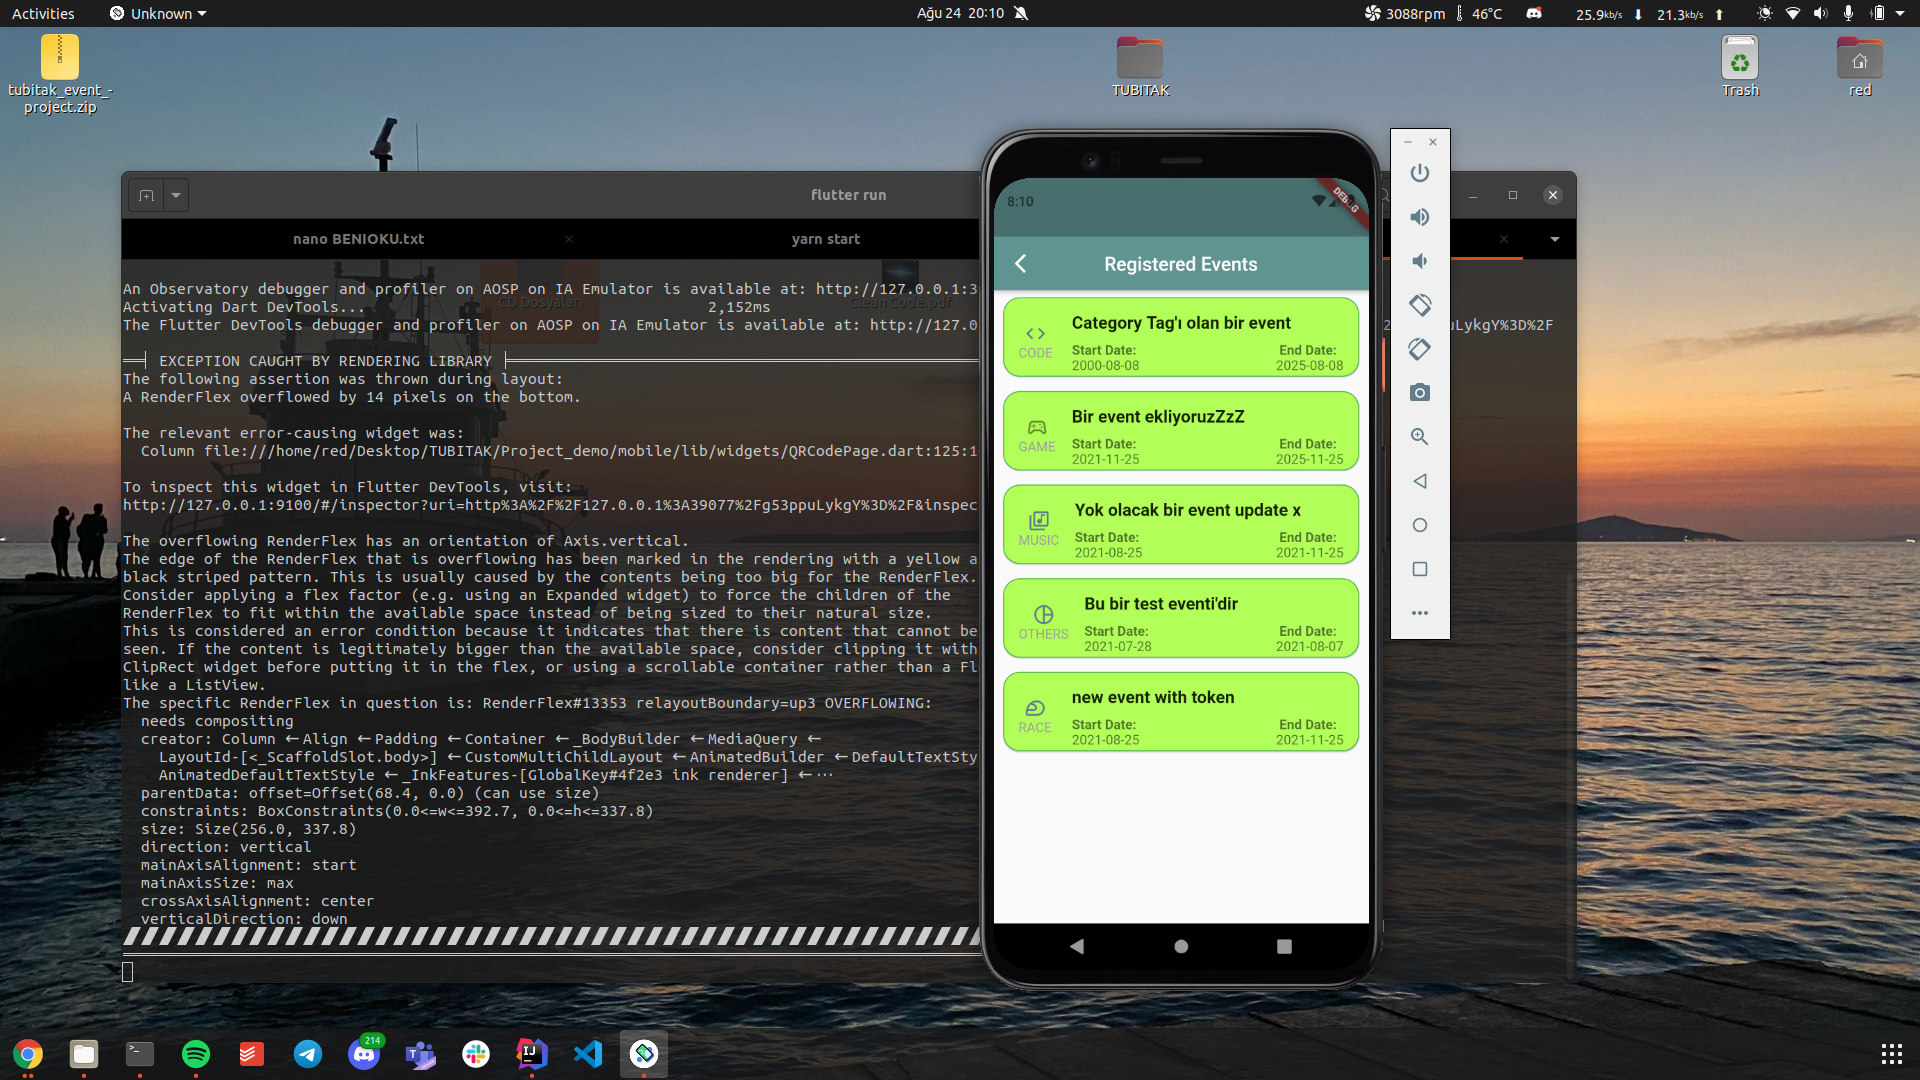 Activities
Unknown
Ağu 24 20:10
3088rpm
46°C
25.9kb/s
21.3kb/s
tubitak_event_-
project.zip
TUBITAK
Trash
red
flutter run
nano BENIOKU.txt
yarn start
CD Dosyaları
Clean Code.pdf
An Observatory debugger and profiler on AOSP on IA Emulator is available at: http://127.0.0.1:3
Activating Dart DevTools... 2,152ms
The Flutter DevTools debugger and profiler on AOSP on IA Emulator is available at: http://127.0
uLykgY%3D%2F
EXCEPTION CAUGHT BY RENDERING LIBRARY
The following assertion was thrown during layout:
A RenderFlex overflowed by 14 pixels on the bottom.
The relevant error-causing widget was:
Column file:///home/red/Desktop/TUBITAK/Project_demo/mobile/lib/widgets/QRCodePage.dart:125:1
To inspect this widget in Flutter DevTools, visit:
http://127.0.0.1:9100/#/inspector?uri=http%3A%2F%2F127.0.0.1%3A39077%2Fg53ppuLykgY%3D%2F&inspec
The overflowing RenderFlex has an orientation of Axis.vertical.
The edge of the RenderFlex that is overflowing has been marked in the rendering with a yellow a
black striped pattern. This is usually caused by the contents being too big for the RenderFlex.
Consider applying a flex factor (e.g. using an Expanded widget) to force the children of the
RenderFlex to fit within the available space instead of being sized to their natural size.
This is considered an error condition because it indicates that there is content that cannot be
seen. If the content is legitimately bigger than the available space, consider clipping it with
ClipRect widget before putting it in the flex, or using a scrollable container rather than a Fl
like a ListView.
The specific RenderFlex in question is: RenderFlex#13353 relayoutBoundary=up3 OVERFLOWING:
needs compositing
creator: Column ← Align ← Padding ← Container ← _BodyBuilder ← MediaQuery ←
LayoutId-[<_ScaffoldSlot.body>] ← CustomMultiChildLayout ← AnimatedBuilder ← DefaultTextSty
AnimatedDefaultTextStyle ← _InkFeatures-[GlobalKey#4f2e3 ink renderer] ← ⋯
parentData: offset=Offset(68.4, 0.0) (can use size)
constraints: BoxConstraints(0.0<=w<=392.7, 0.0<=h<=337.8)
size: Size(256.0, 337.8)
direction: vertical
mainAxisAlignment: start
mainAxisSize: max
crossAxisAlignment: center
verticalDirection: down
8:10
DEBUG
Registered Events
Category Tag'ı olan bir event
CODE
Start Date: End Date:
2000-08-08 2025-08-08
Bir event ekliyoruzZzZ
GAME
Start Date: End Date:
2021-11-25 2025-11-25
Yok olacak bir event update x
MUSIC
Start Date: End Date:
2021-08-25 2021-11-25
Bu bir test eventi'dir
OTHERS
Start Date: End Date:
2021-07-28 2021-08-07
new event with token
RACE
Start Date: End Date:
2021-08-25 2021-11-25
214
IJ